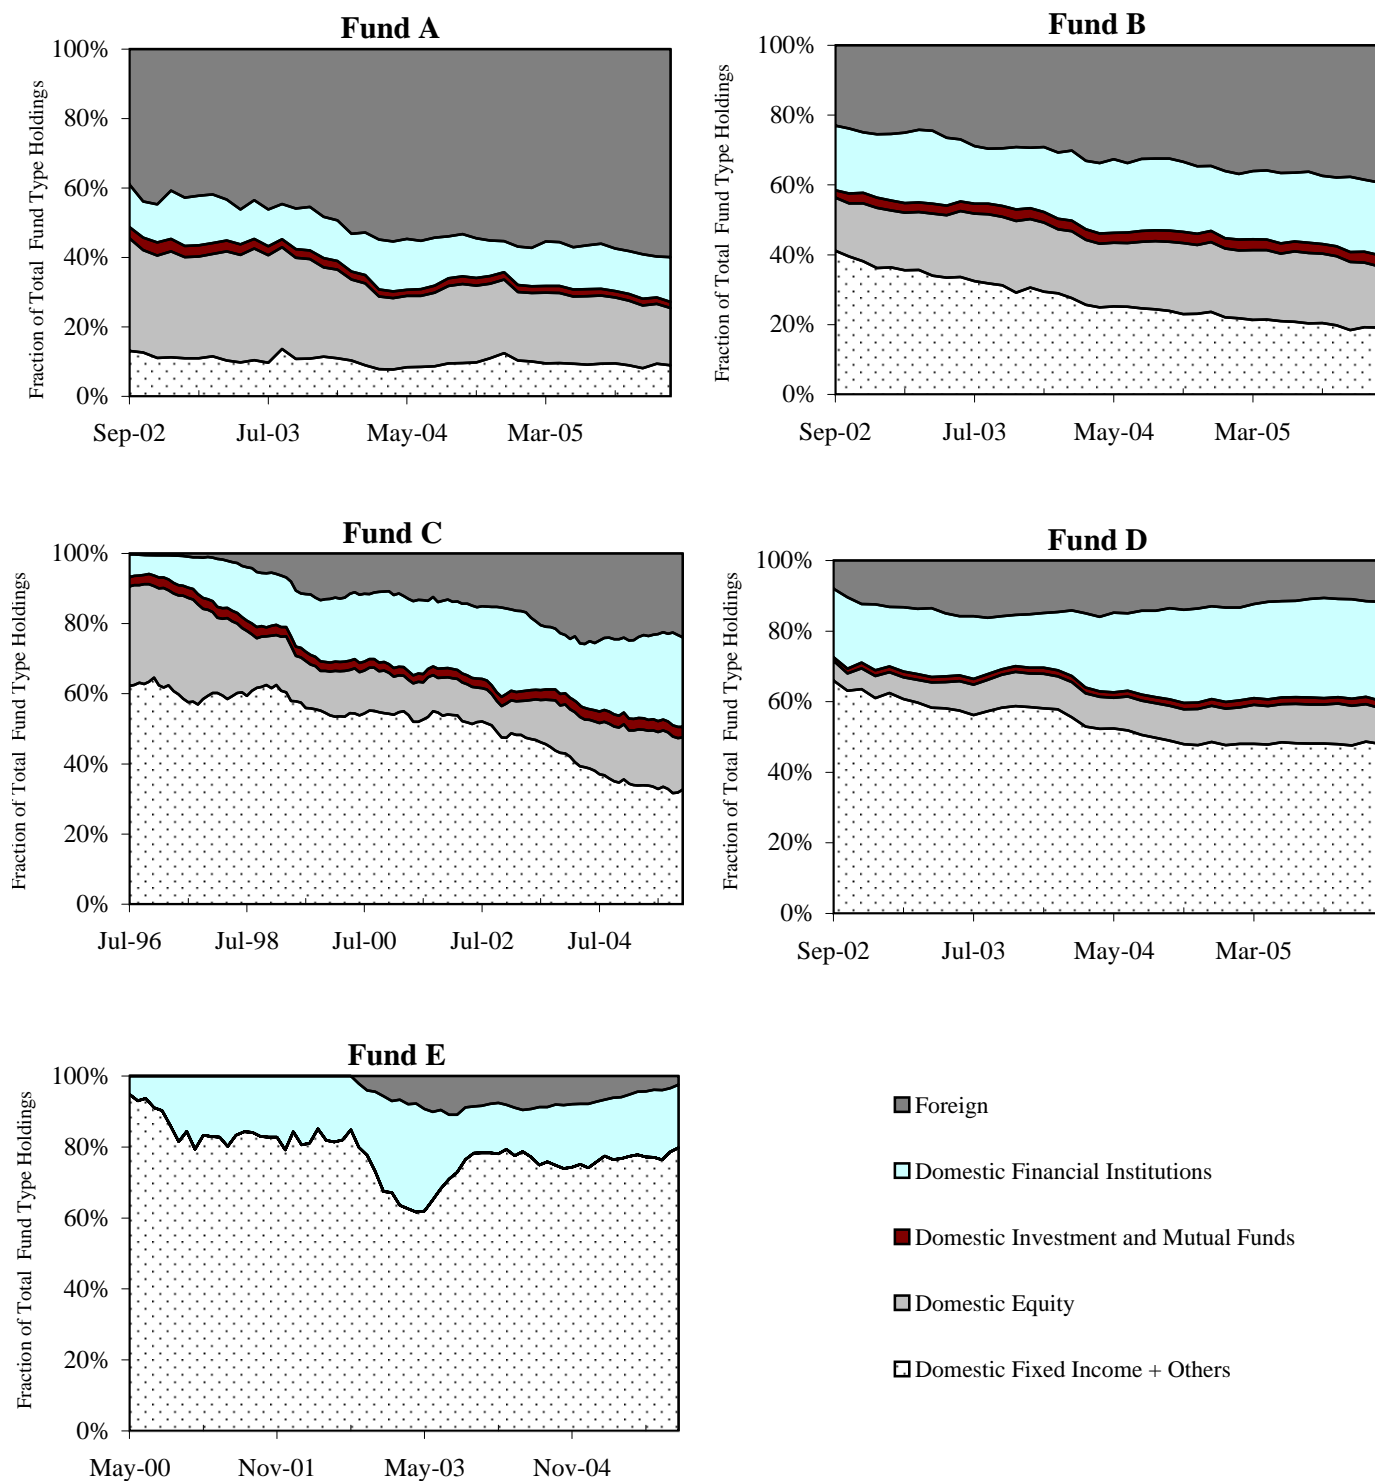 Fund A
Fraction of Total Fund Type Holdings
100%
80%
60%
40%
20%
0%
Sep-02 Jul-03 May-04 Mar-05
Fund B
Fraction of Total Fund Type Holdings
100%
80%
60%
40%
20%
0%
Sep-02 Jul-03 May-04 Mar-05
Fund C
Fraction of Total Fund Type Holdings
100%
80%
60%
40%
20%
0%
Jul-96 Jul-98 Jul-00 Jul-02 Jul-04
Fund D
Fraction of Total Fund Type Holdings
100%
80%
60%
40%
20%
0%
Sep-02 Jul-03 May-04 Mar-05
Fund E
Fraction of Total Fund Type Holdings
100%
80%
60%
40%
20%
0%
May-00 Nov-01 May-03 Nov-04
Foreign
Domestic Financial Institutions
Domestic Investment and Mutual Funds
Domestic Equity
Domestic Fixed Income + Others